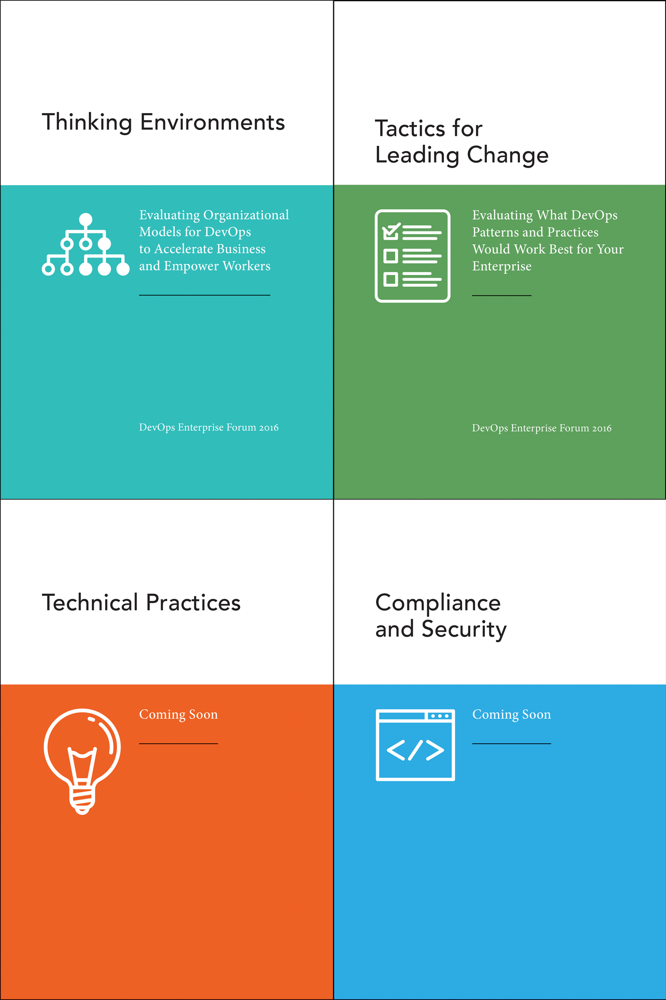 Thinking Environments
Evaluating Organizational
Models for DevOps
to Accelerate Business
and Empower Workers
DevOps Enterprise Forum 2016
Tactics for
Leading Change
Evaluating What DevOps
Patterns and Practices
Would Work Best for Your
Enterprise
DevOps Enterprise Forum 2016
Technical Practices
Coming Soon
Compliance
and Security
</>
Coming Soon